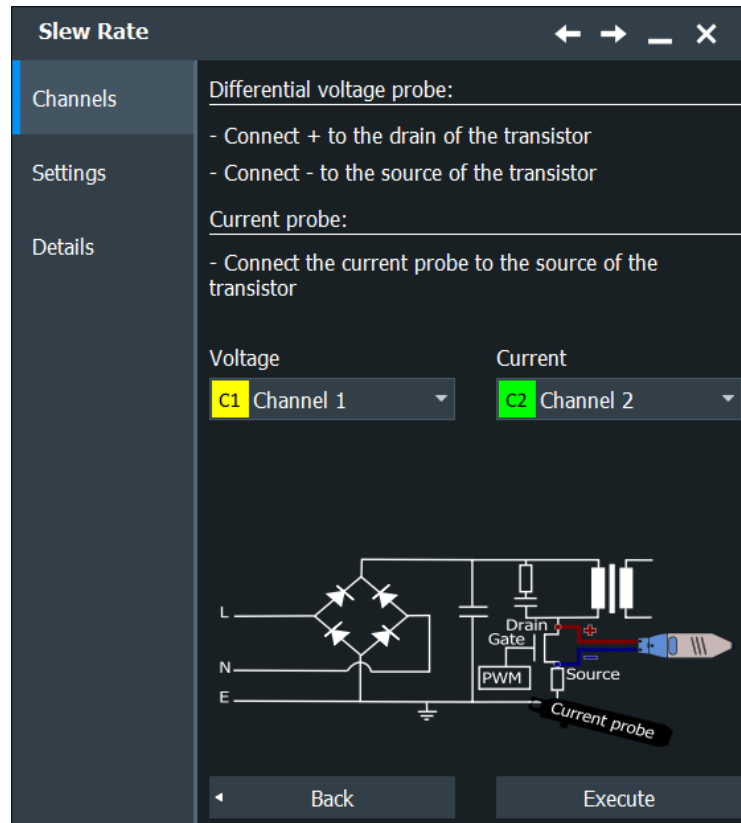 Slew Rate
Channels
Settings
Details
Differential voltage probe:
- Connect + to the drain of the transistor
- Connect - to the source of the transistor
Current probe:
- Connect the current probe to the source of the
transistor
Voltage
Current
C1 Channel 1
C2 Channel 2
L
N
E
Drain
Gate
PWM
Source
+
-
Current probe
Back
Execute